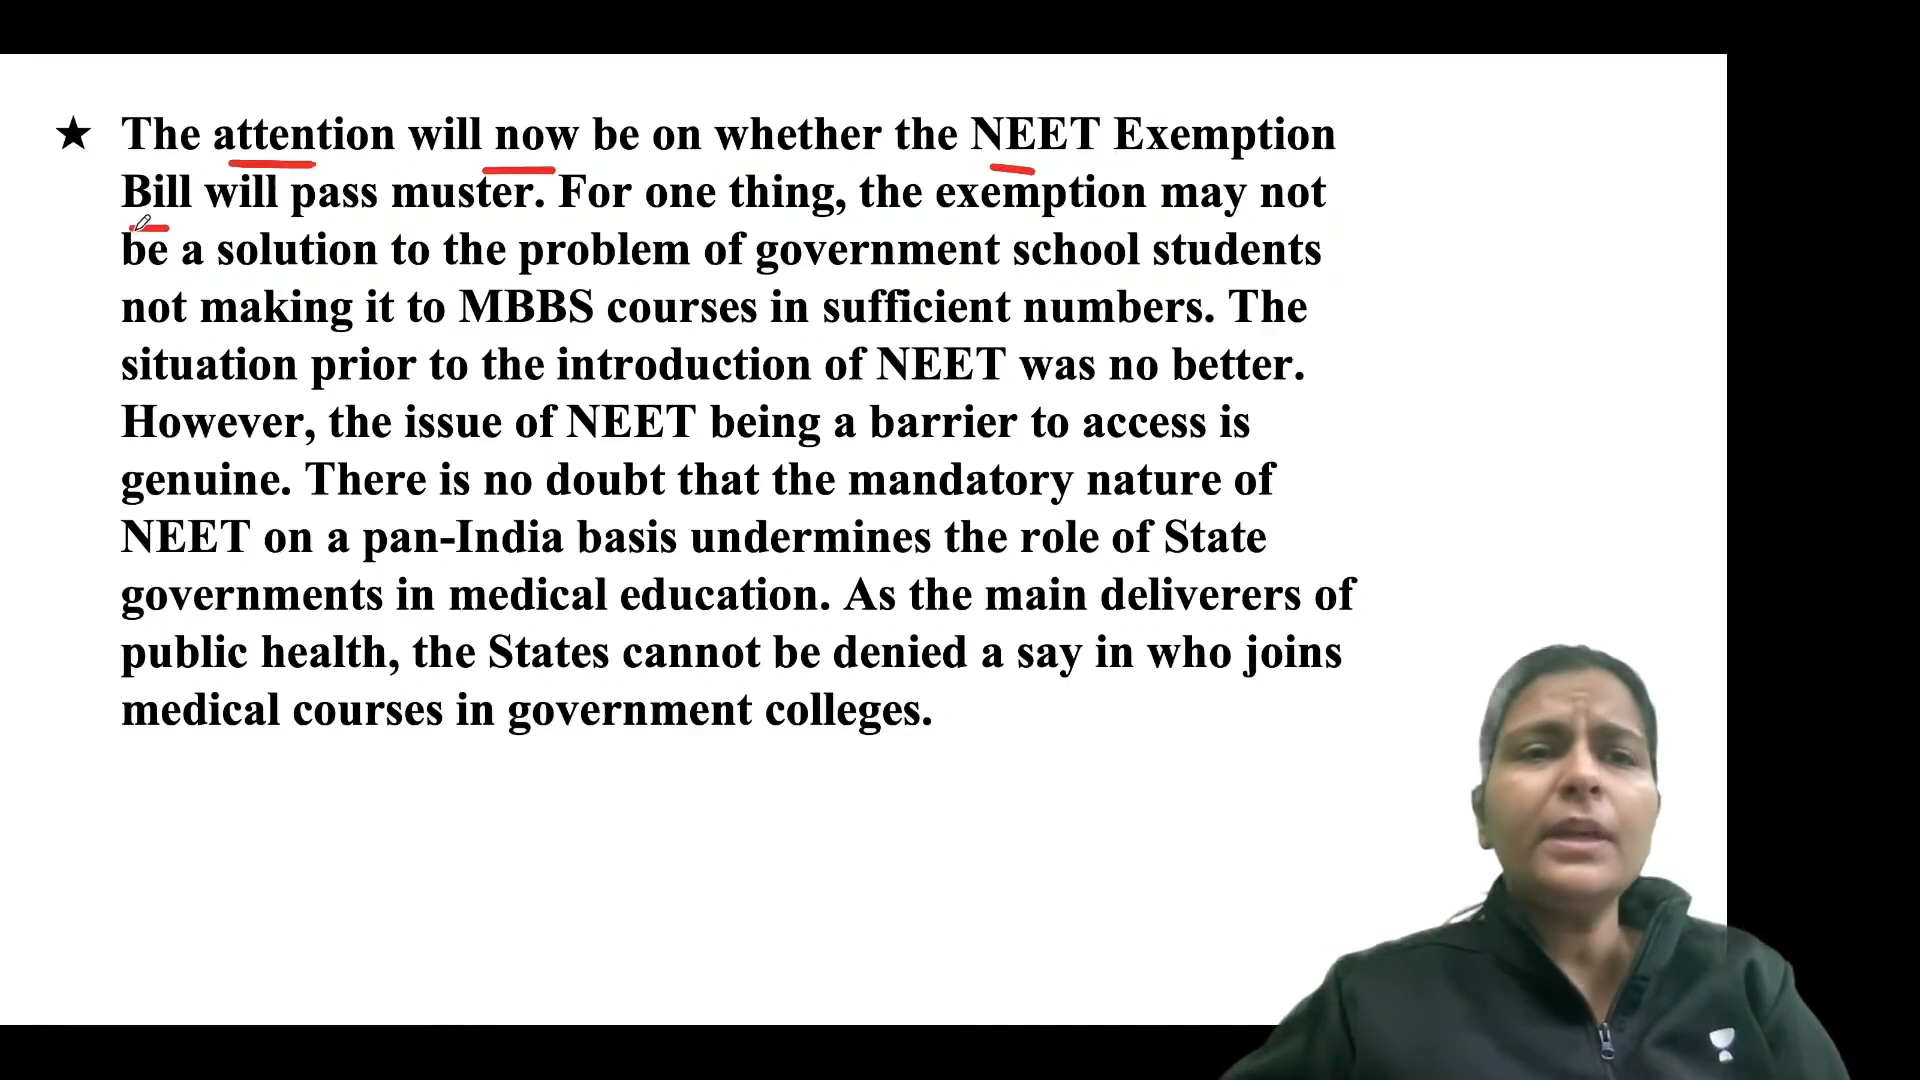 ★ The attention will now be on whether the NEET Exemption
Bill will pass muster. For one thing, the exemption may not
be a solution to the problem of government school students
not making it to MBBS courses in sufficient numbers. The
situation prior to the introduction of NEET was no better.
However, the issue of NEET being a barrier to access is
genuine. There is no doubt that the mandatory nature of
NEET on a pan-India basis undermines the role of State
governments in medical education. As the main deliverers of
public health, the States cannot be denied a say in who joins
medical courses in government colleges.